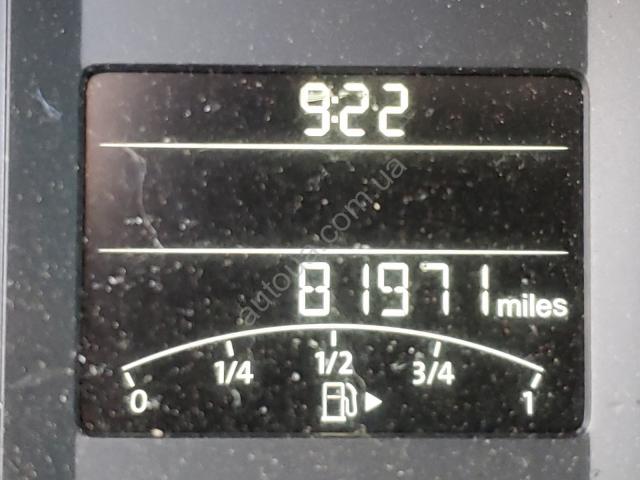 9:22
81971 miles
0 1/4 1/2 3/4 1
autoua.com.ua